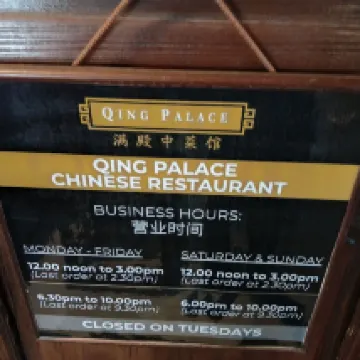 QING PALACE
满殿中菜馆
QING PALACE
CHINESE RESTAURANT
BUSINESS HOURS:
营业时间
MONDAY - FRIDAY
12.00 noon to 3.00pm
(Last order at 2.30pm)
6.30pm to 10.00pm
(Last order at 9.30pm)
SATURDAY & SUNDAY
12.00 noon to 3.00pm
(Last order at 2.30pm)
6.00pm to 10.00pm
(Last order at 9.30pm)
CLOSED ON TUESDAYS